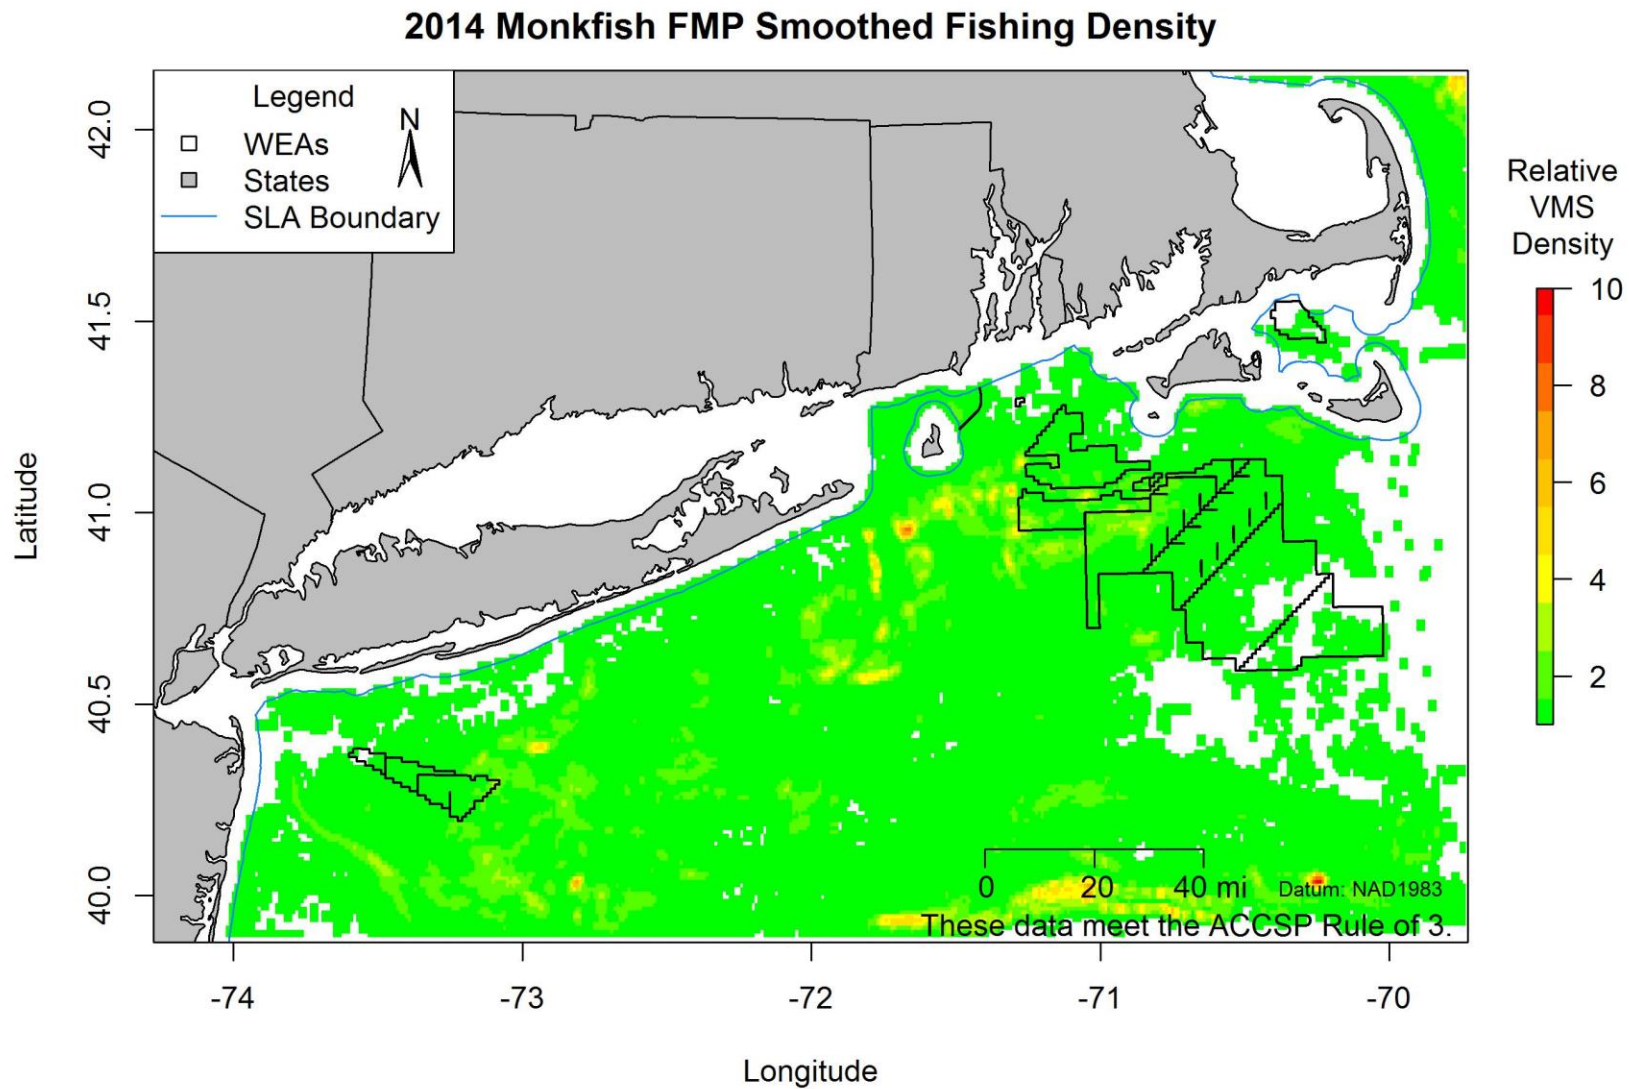 2014 Monkfish FMP Smoothed Fishing Density
Legend
N
WEAs
States
SLA Boundary
Relative
VMS
Density
10
8
6
4
2
42.0
41.5
41.0
40.5
40.0
Latitude
0 20 40 mi Datum: NAD1983
These data meet the ACCSP Rule of 3.
-74 -73 -72 -71 -70
Longitude